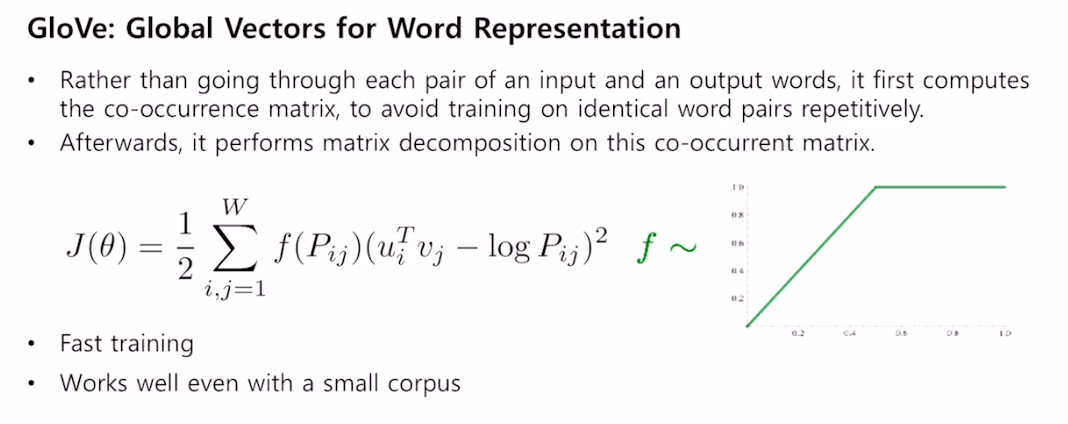 GloVe: Global Vectors for Word Representation
• Rather than going through each pair of an input and an output words, it first computes
the co-occurrence matrix, to avoid training on identical word pairs repetitively.
• Afterwards, it performs matrix decomposition on this co-occurrent matrix.
J(θ) = 1/2 ∑_{i,j=1}^{W} f(P_{ij})(u_i^T v_j − log P_{ij})^2 f ~
1.0
0.8
0.6
0.4
0.2
0.2 0.4 0.6 0.8 1.0
• Fast training
• Works well even with a small corpus